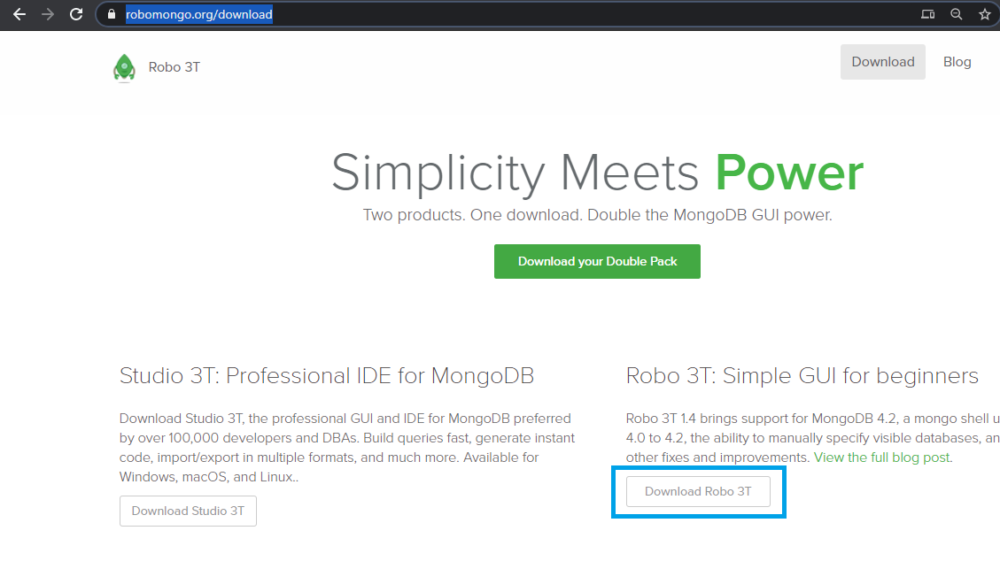 robomongo.org/download
Robo 3T
Download
Blog
Simplicity Meets Power
Two products. One download. Double the MongoDB GUI power.
Download your Double Pack
Studio 3T: Professional IDE for MongoDB
Download Studio 3T, the professional GUI and IDE for MongoDB preferred
by over 100,000 developers and DBAs. Build queries fast, generate instant
code, import/export in multiple formats, and much more. Available for
Windows, macOS, and Linux..
Download Studio 3T
Robo 3T: Simple GUI for beginners
Robo 3T 1.4 brings support for MongoDB 4.2, a mongo shell u
4.0 to 4.2, the ability to manually specify visible databases, an
other fixes and improvements. View the full blog post.
Download Robo 3T